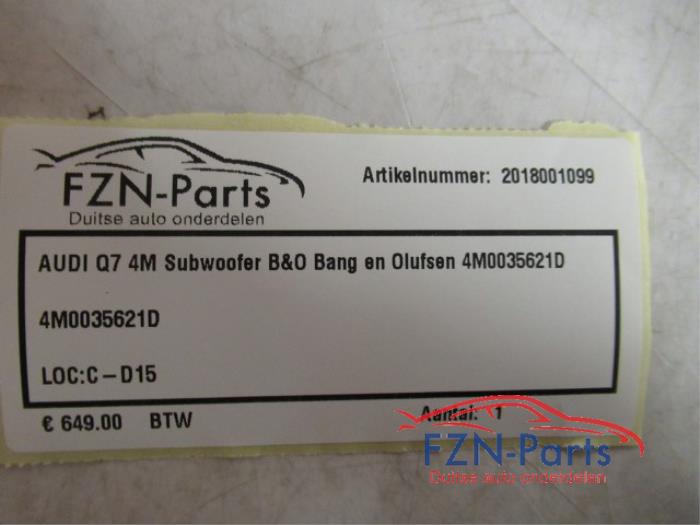 FZN-Parts
Duitse auto onderdelen
Artikelnummer: 2018001099
AUDI Q7 4M Subwoofer B&O Bang en Olufsen 4M0035621D
4M0035621D
LOC:C-D15
€ 649.00 BTW
Aantal: 1
FZN-Parts
Duitse auto onderdelen